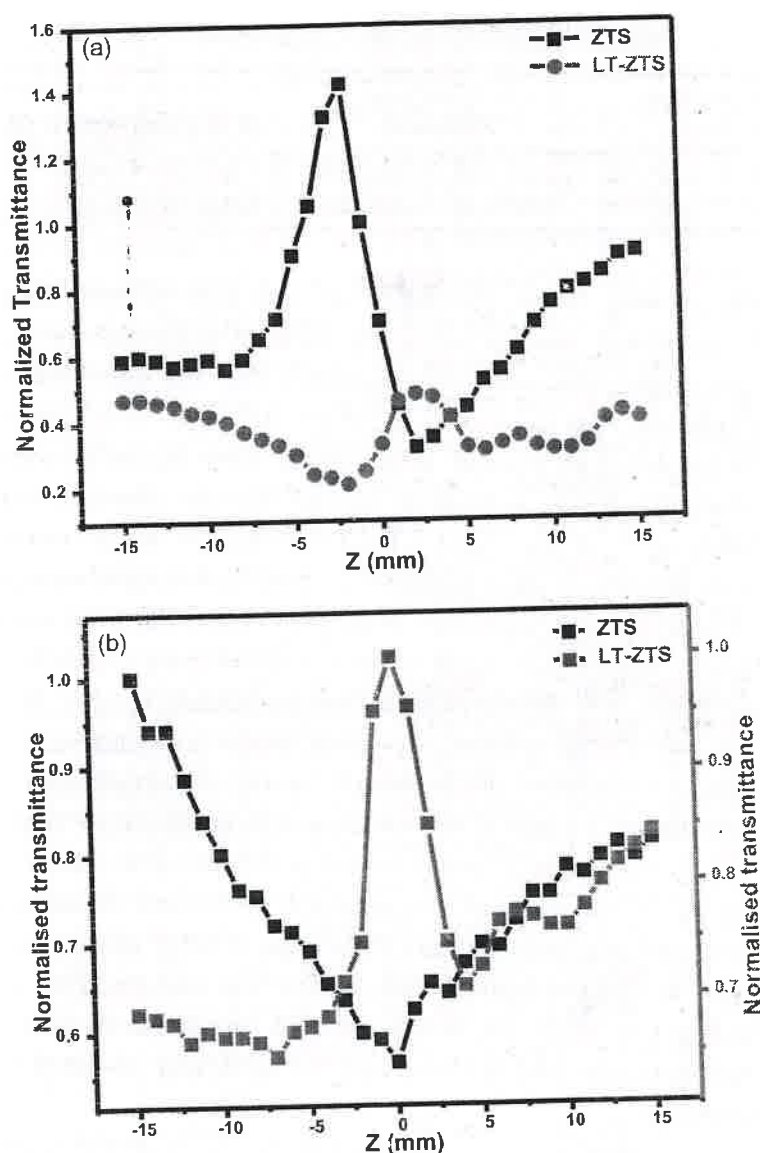 (a)
ZTS
LT-ZTS
Normalized Transmittance
1.6
1.4
1.2
1.0
0.8
0.6
0.4
0.2
-15 -10 -5 0 5 10 15
Z (mm)
(b)
ZTS
LT-ZTS
Normalised transmittance
1.0
0.9
0.8
0.7
0.6
1.0
0.9
0.8
0.7
Normalised transmittance
-15 -10 -5 0 5 10 15
Z (mm)